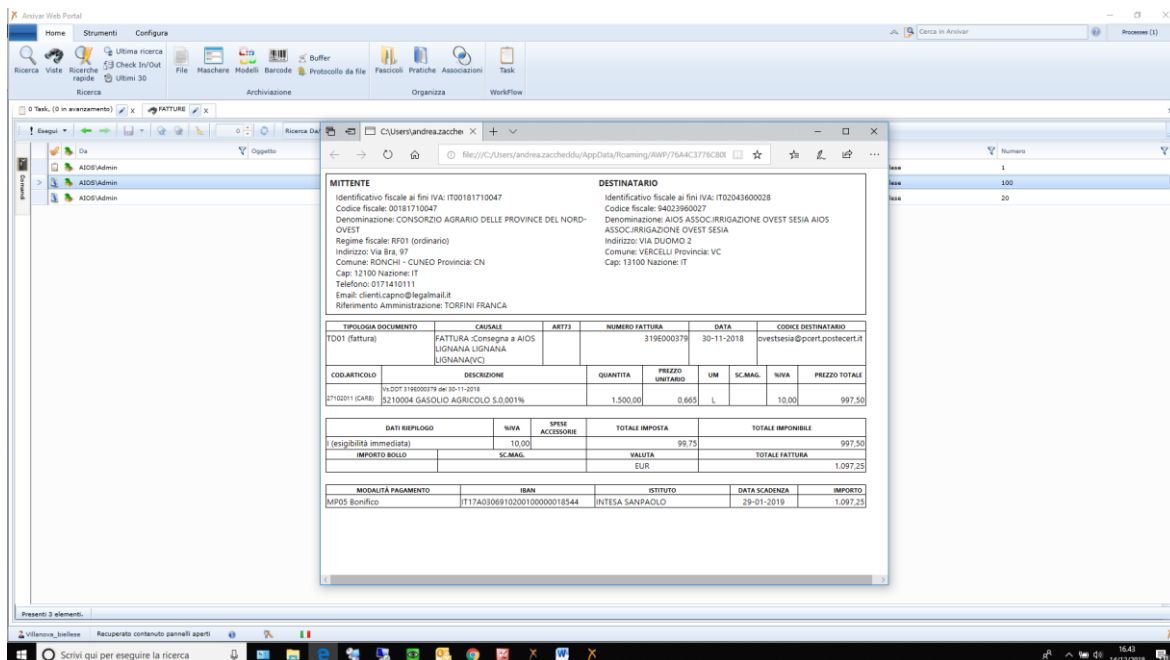 Arxivar Web Portal
Home Strumenti Configura
Cerca in Arxivar
Processes (1)
Ricerca Viste Ricerche rapide
Ultima ricerca
Check In/Out
Ultimi 30
File Maschere Modelli Barcode
Buffer
Protocollo da file
Fascicoli Pratiche Associazioni
Task
Ricerca Archiviazione Organizza WorkFlow
0 Task, (0 in avanzamento) x FATTURE x
Esegui 0 Ricerca Da/
Comandi
Da Oggetto Numero
AIOS\Admin 1
AIOS\Admin 100
AIOS\Admin 20
C:\Users\andrea.zacche
file:///C:/Users/andrea.zaccheddu/AppData/Roaming/AWP/76A4C3776C80
MITTENTE
Identificativo fiscale ai fini IVA: IT00181710047
Codice fiscale: 00181710047
Denominazione: CONSORZIO AGRARIO DELLE PROVINCE DEL NORD-
OVEST
Regime fiscale: RF01 (ordinario)
Indirizzo: Via Bra, 97
Comune: RONCHI - CUNEO Provincia: CN
Cap: 12100 Nazione: IT
Telefono: 0171410111
Email: clienti.capno@legalmail.it
Riferimento Amministrazione: TORFINI FRANCA
DESTINATARIO
Identificativo fiscale ai fini IVA: IT02043600028
Codice fiscale: 94023960027
Denominazione: AIOS ASSOC.IRRIGAZIONE OVEST SESIA AIOS
ASSOC.IRRIGAZIONE OVEST SESIA
Indirizzo: VIA DUOMO 2
Comune: VERCELLI Provincia: VC
Cap: 13100 Nazione: IT
TIPOLOGIA DOCUMENTO CAUSALE ART73 NUMERO FATTURA DATA CODICE DESTINATARIO
TD01 (fattura) FATTURA :Consegna a AIOS 319E000379 30-11-2018 ovestsesia@pcert.postecert.it
LIGNANA LIGNANA
LIGNANA(VC)
COD.ARTICOLO DESCRIZIONE QUANTITA PREZZO UNITARIO UM SC.MAG. %IVA PREZZO TOTALE
Vs.DDT 319E000379 del 30-11-2018
27102011 (CARB) 5210004 GASOLIO AGRICOLO S.0,001% 1.500,00 0,665 L 10,00 997,50
DATI RIEPILOGO %IVA SPESE ACCESSORIE TOTALE IMPOSTA TOTALE IMPONIBILE
I (esigibilità immediata) 10,00 99,75 997,50
IMPORTO BOLLO SC.MAG. VALUTA TOTALE FATTURA
EUR 1.097,25
MODALITÀ PAGAMENTO IBAN ISTITUTO DATA SCADENZA IMPORTO
MP05 Bonifico IT17A0306910200100000018544 INTESA SANPAOLO 29-01-2019 1.097,25
Presenti 3 elementi.
Villanova_biellese Recuperato contenuto pannelli aperti
Scrivi qui per eseguire la ricerca
16.43
14/12/2018